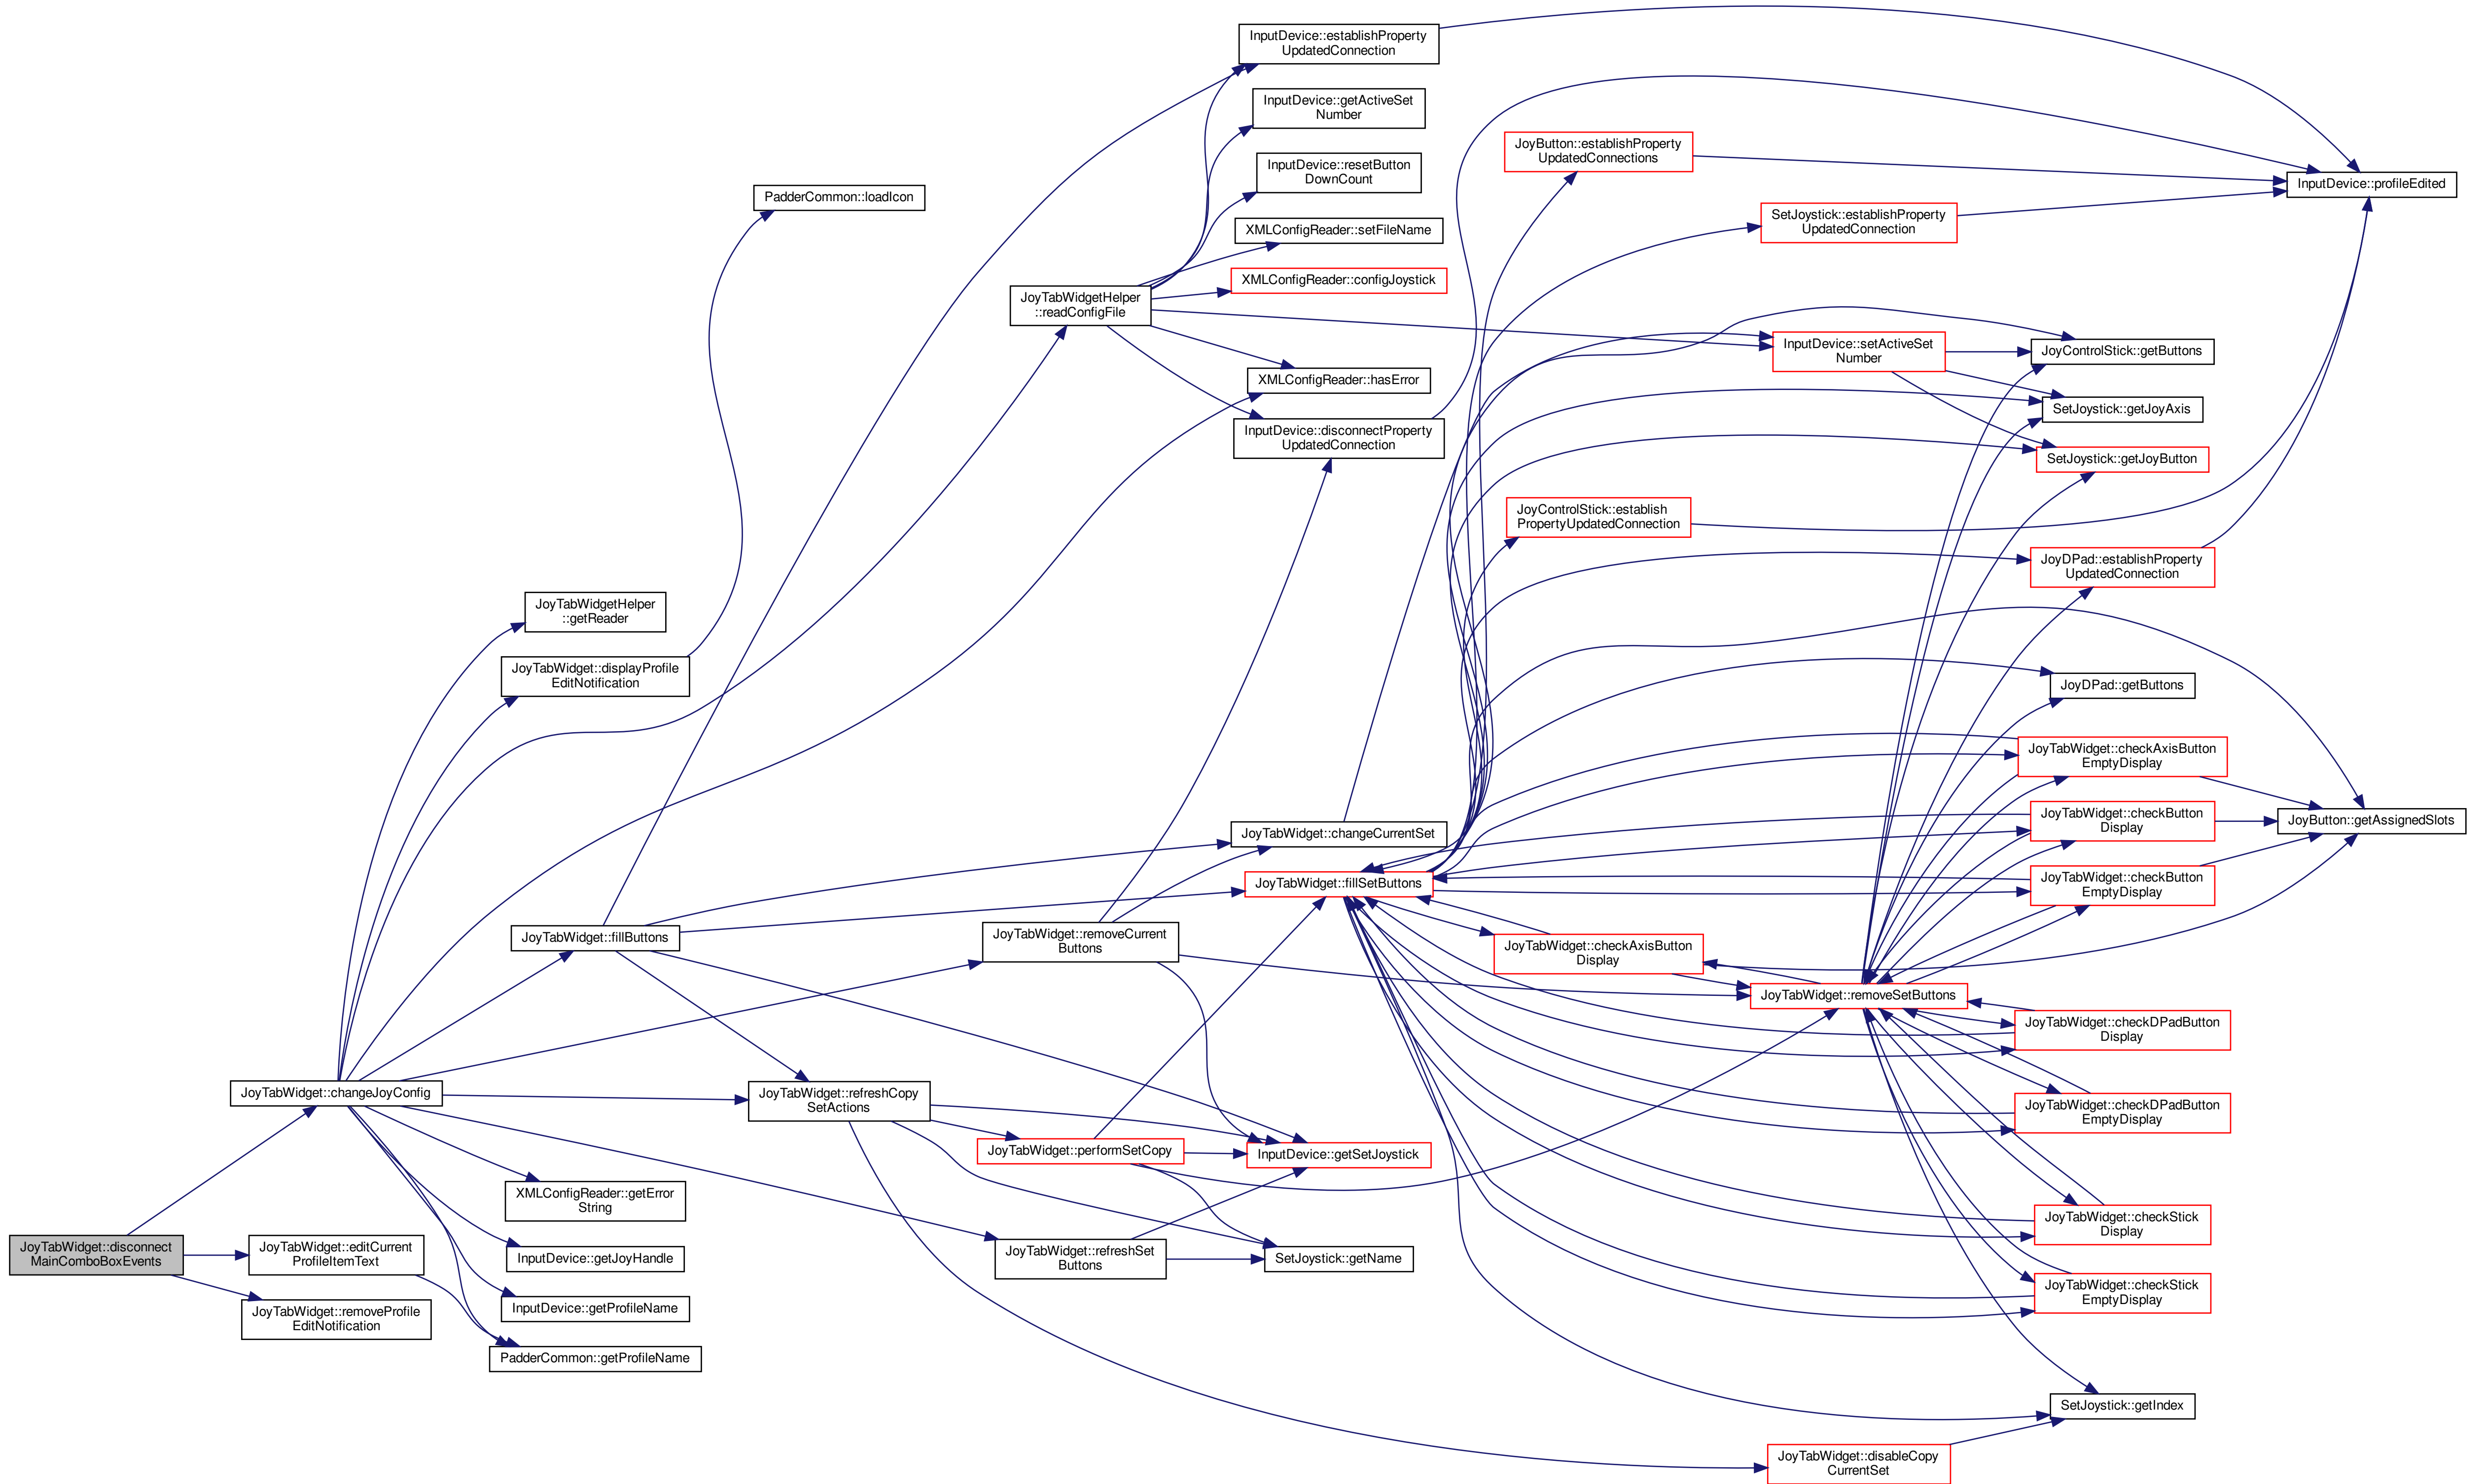 InputDevice::establishProperty
UpdatedConnection
InputDevice::getActiveSet
Number
InputDevice::resetButton
DownCount
PadderCommon::loadIcon
XMLConfigReader::setFileName
XMLConfigReader::configJoystick
JoyTabWidgetHelper
::readConfigFile
XMLConfigReader::hasError
InputDevice::disconnectProperty
UpdatedConnection
JoyButton::establishProperty
UpdatedConnections
InputDevice::profileEdited
SetJoystick::establishProperty
UpdatedConnection
InputDevice::setActiveSet
Number
JoyControlStick::getButtons
SetJoystick::getJoyAxis
SetJoystick::getJoyButton
JoyControlStick::establish
PropertyUpdatedConnection
JoyDPad::establishProperty
UpdatedConnection
JoyTabWidgetHelper
::getReader
JoyTabWidget::displayProfile
EditNotification
JoyDPad::getButtons
JoyTabWidget::checkAxisButton
EmptyDisplay
JoyTabWidget::checkButton
Display
JoyButton::getAssignedSlots
JoyTabWidget::changeCurrentSet
JoyTabWidget::fillSetButtons
JoyTabWidget::checkButton
EmptyDisplay
JoyTabWidget::fillButtons
JoyTabWidget::removeCurrent
Buttons
JoyTabWidget::checkAxisButton
Display
JoyTabWidget::removeSetButtons
JoyTabWidget::checkDPadButton
Display
JoyTabWidget::changeJoyConfig
JoyTabWidget::refreshCopy
SetActions
JoyTabWidget::checkDPadButton
EmptyDisplay
JoyTabWidget::performSetCopy
InputDevice::getSetJoystick
XMLConfigReader::getError
String
JoyTabWidget::checkStick
Display
JoyTabWidget::disconnect
MainComboBoxEvents
JoyTabWidget::editCurrent
ProfileItemText
InputDevice::getJoyHandle
JoyTabWidget::refreshSet
Buttons
SetJoystick::getName
JoyTabWidget::checkStick
EmptyDisplay
JoyTabWidget::removeProfile
EditNotification
InputDevice::getProfileName
PadderCommon::getProfileName
SetJoystick::getIndex
JoyTabWidget::disableCopy
CurrentSet